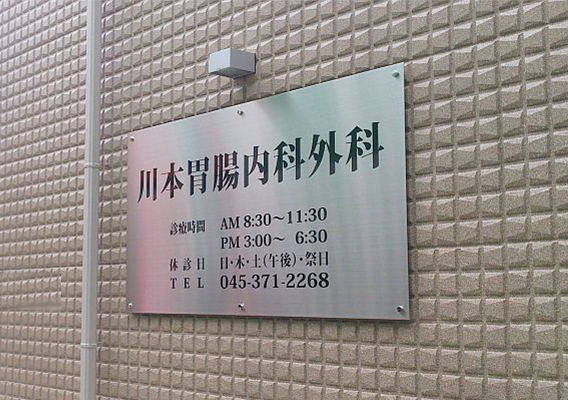 川本胃腸内科外科
診療時間 AM 8:30～11:30
PM 3:00～ 6:30
休診日 日・木・土(午後)・祭日
TEL 045-371-2268